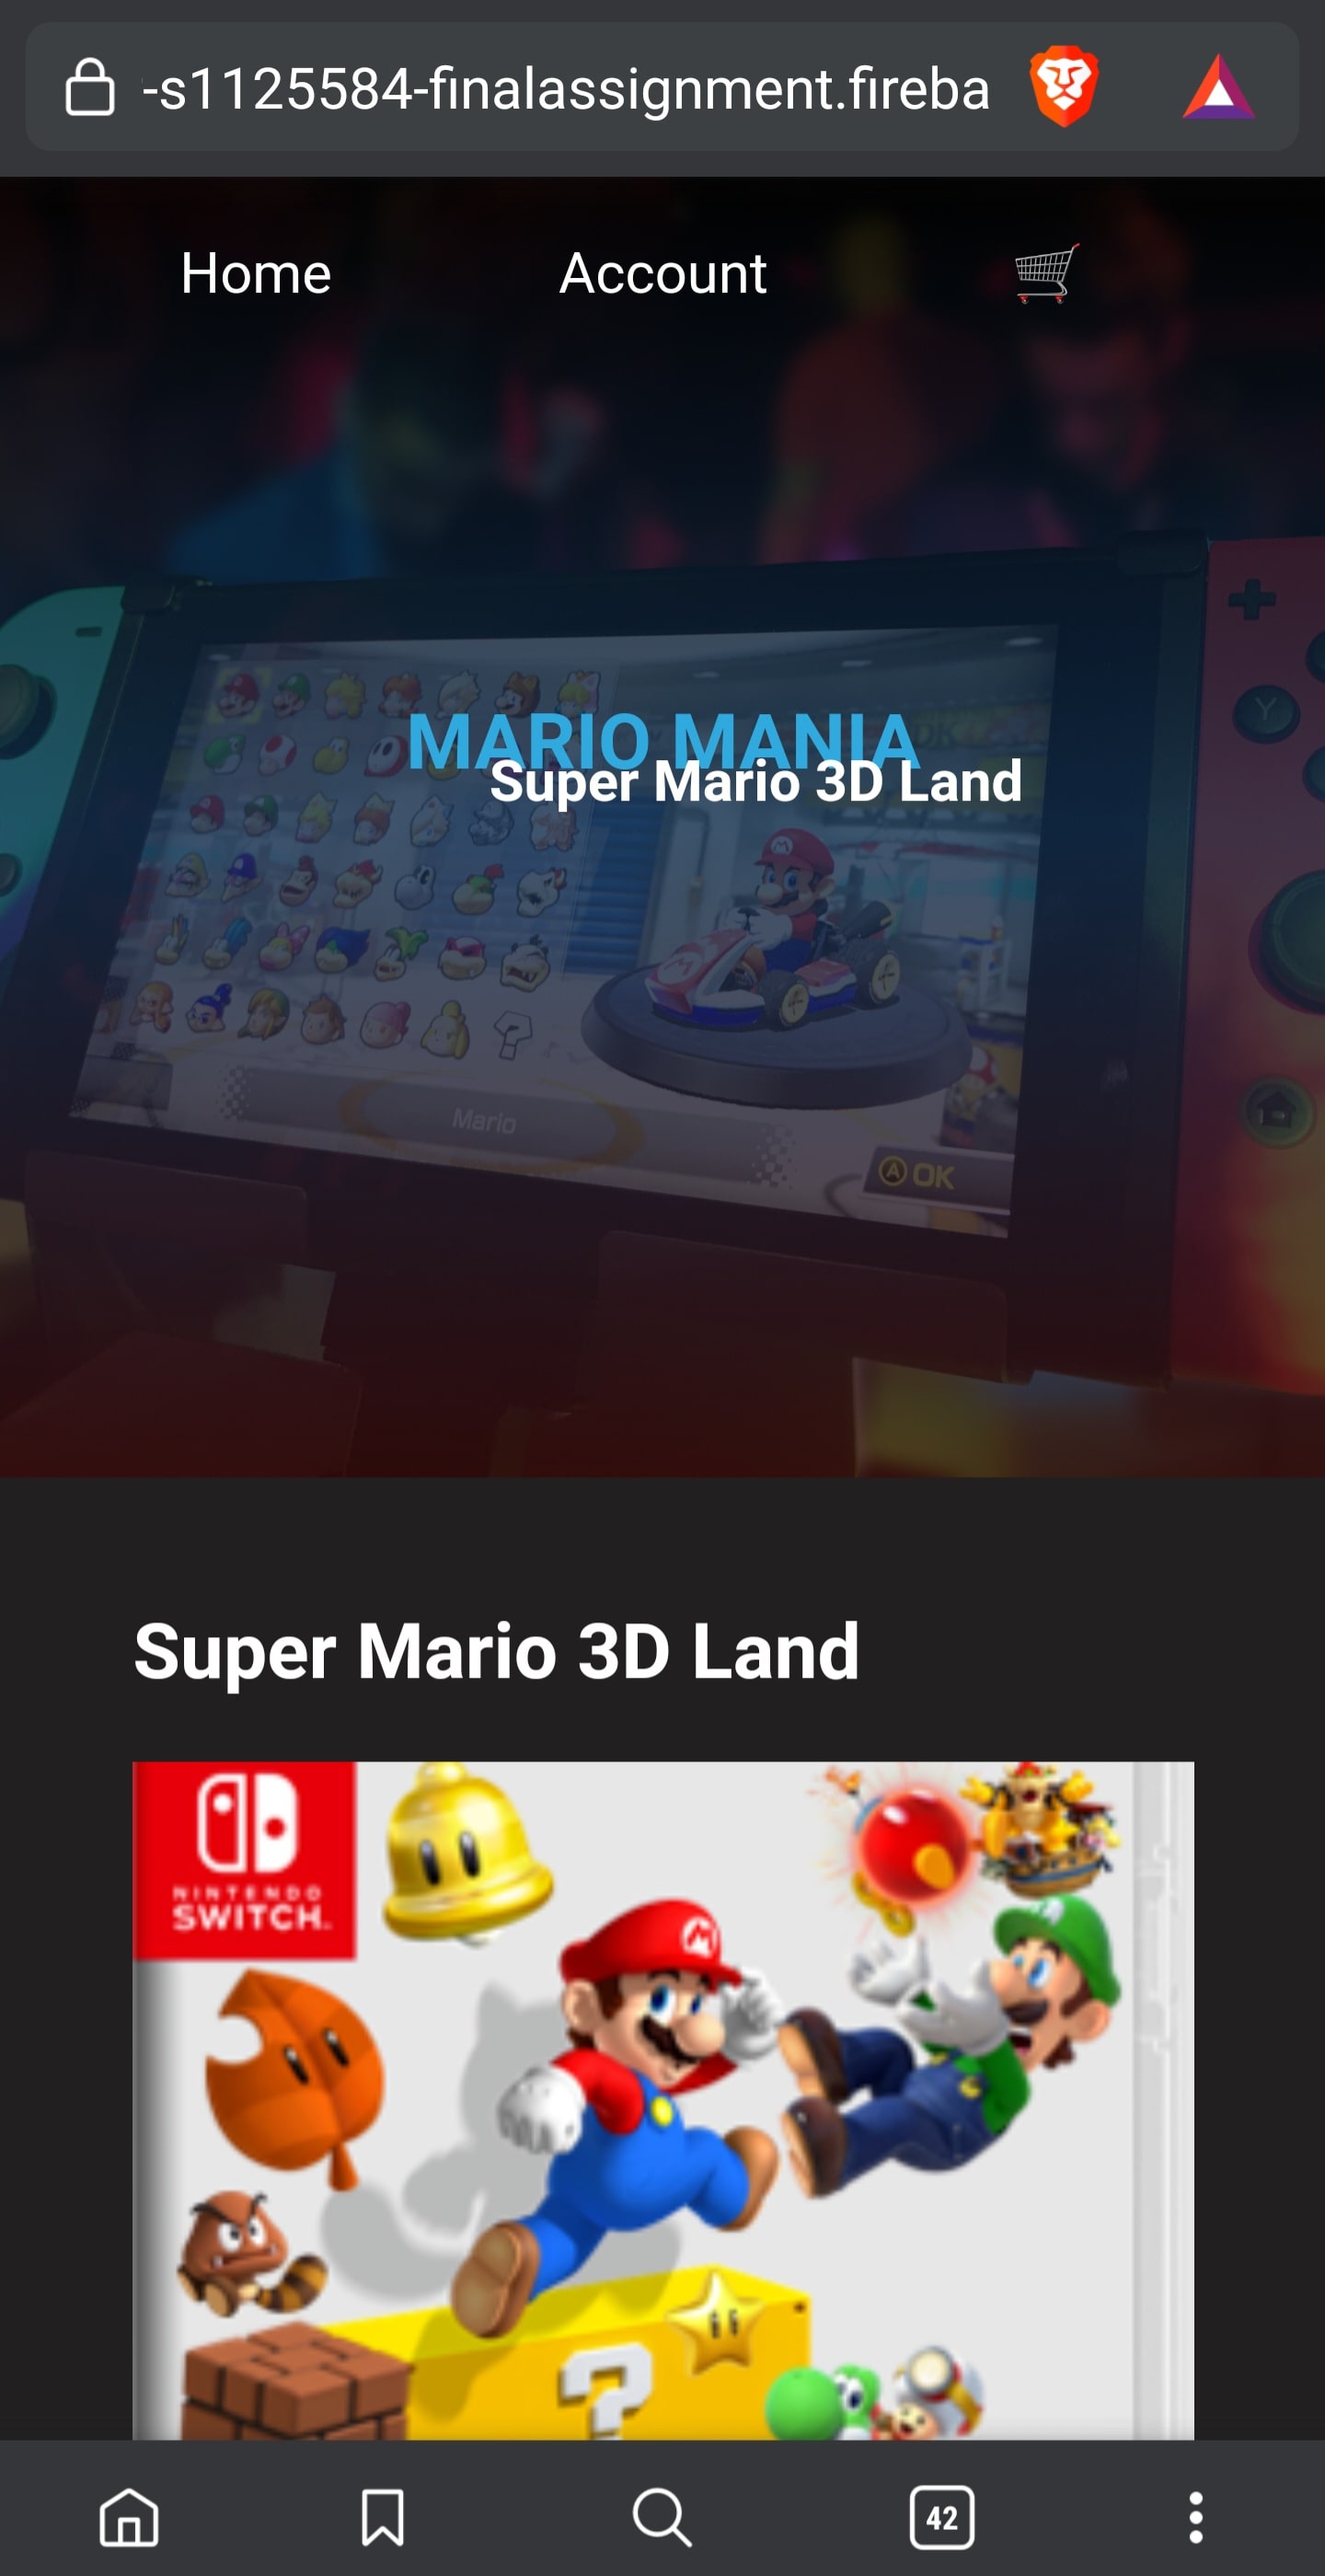 -s1125584-finalassignment.fireba
Home Account
MARIO MANIA
Super Mario 3D Land
Y
Mario
A OK
Super Mario 3D Land
NINTENDO
SWITCH.
?
42